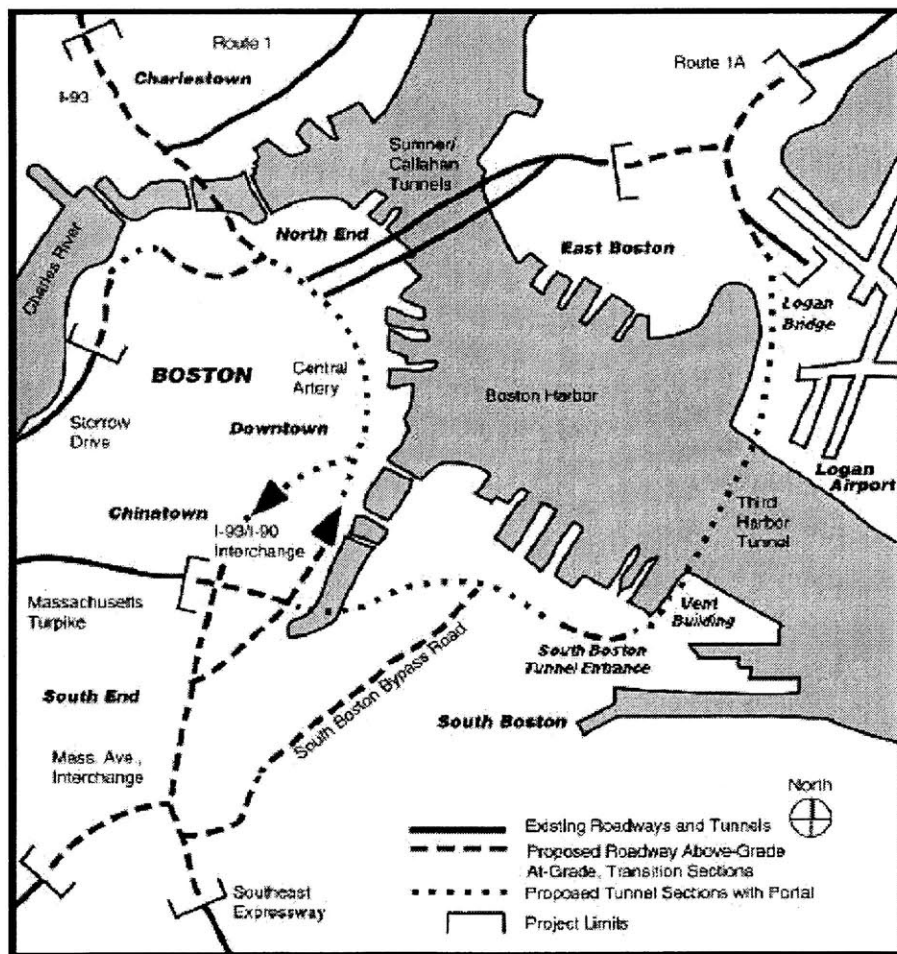 Route 1
Charlestown
I-93
Route 1A
Sumner/
Callahan
Tunnels
North End
East Boston
Charles River
Logan
Bridge
Central
Artery
BOSTON
Boston Harbor
Storrow
Drive
Downtown
Logan
Airport
Chinatown
I-93/I-90
Interchange
Third
Harbor
Tunnel
Massachusetts
Turnpike
Vent
Building
South Boston
Tunnel Entrance
South End
South Boston Bypass Road
South Boston
Mass. Ave.,
Interchange
North
Existing Roadways and Tunnels
Proposed Roadway Above-Grade
At-Grade, Transition Sections
Proposed Tunnel Sections with Portal
Southeast
Expressway
Project Limits